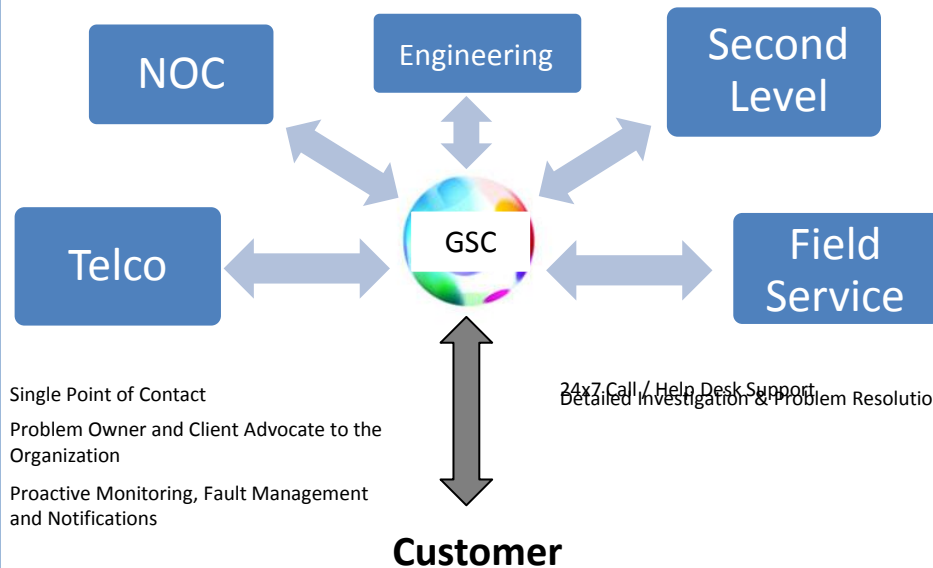 NOC
Engineering
Second
Level
Telco
GSC
Field
Service
Single Point of Contact
Problem Owner and Client Advocate to the
Organization
Proactive Monitoring, Fault Management
and Notifications
24x7 Call / Help Desk Support
Detailed Investigation & Problem Resolutio
Customer